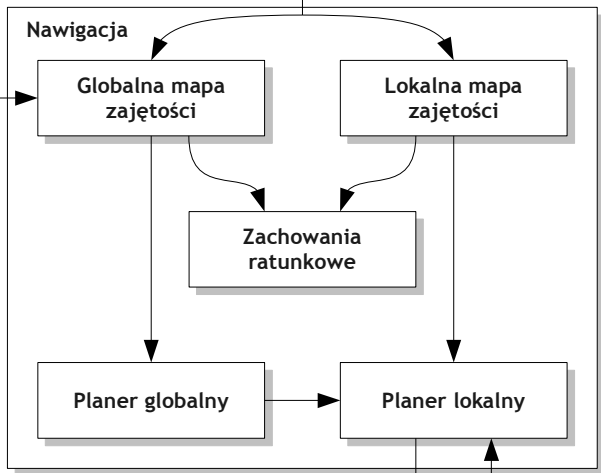 Nawigacja
Globalna mapa
zajętości
Lokalna mapa
zajętości
Zachowania
ratunkowe
Planer globalny
Planer lokalny